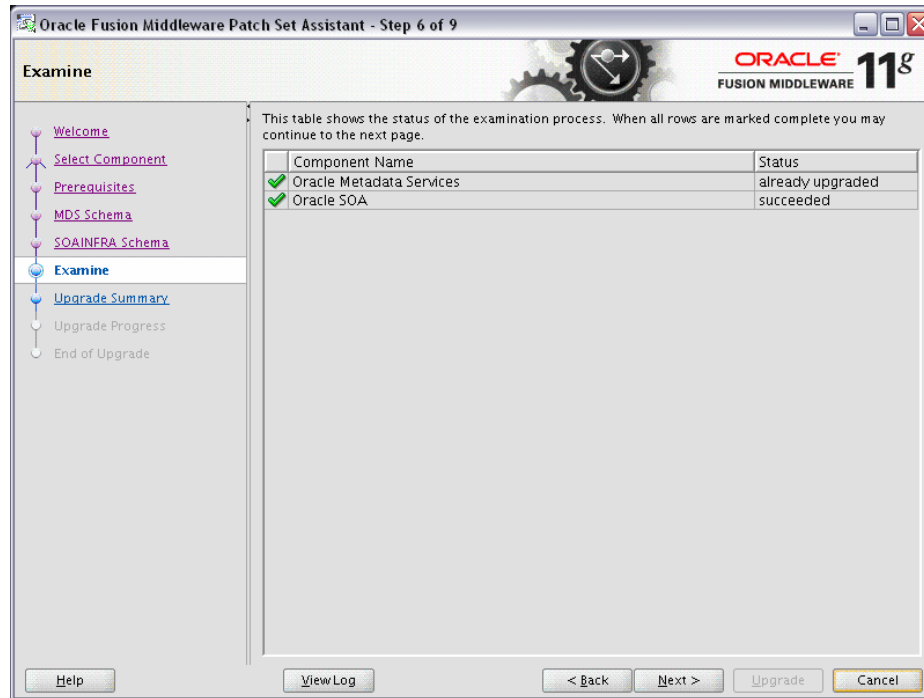 Oracle Fusion Middleware Patch Set Assistant - Step 6 of 9
Examine
ORACLE
FUSION MIDDLEWARE
11g
Welcome
Select Component
Prerequisites
MDS Schema
SOAINFRA Schema
Examine
Upgrade Summary
Upgrade Progress
End of Upgrade
This table shows the status of the examination process. When all rows are marked complete you may
continue to the next page.
Component Name Status
Oracle Metadata Services already upgraded
Oracle SOA succeeded
Help View Log < Back Next > Upgrade Cancel